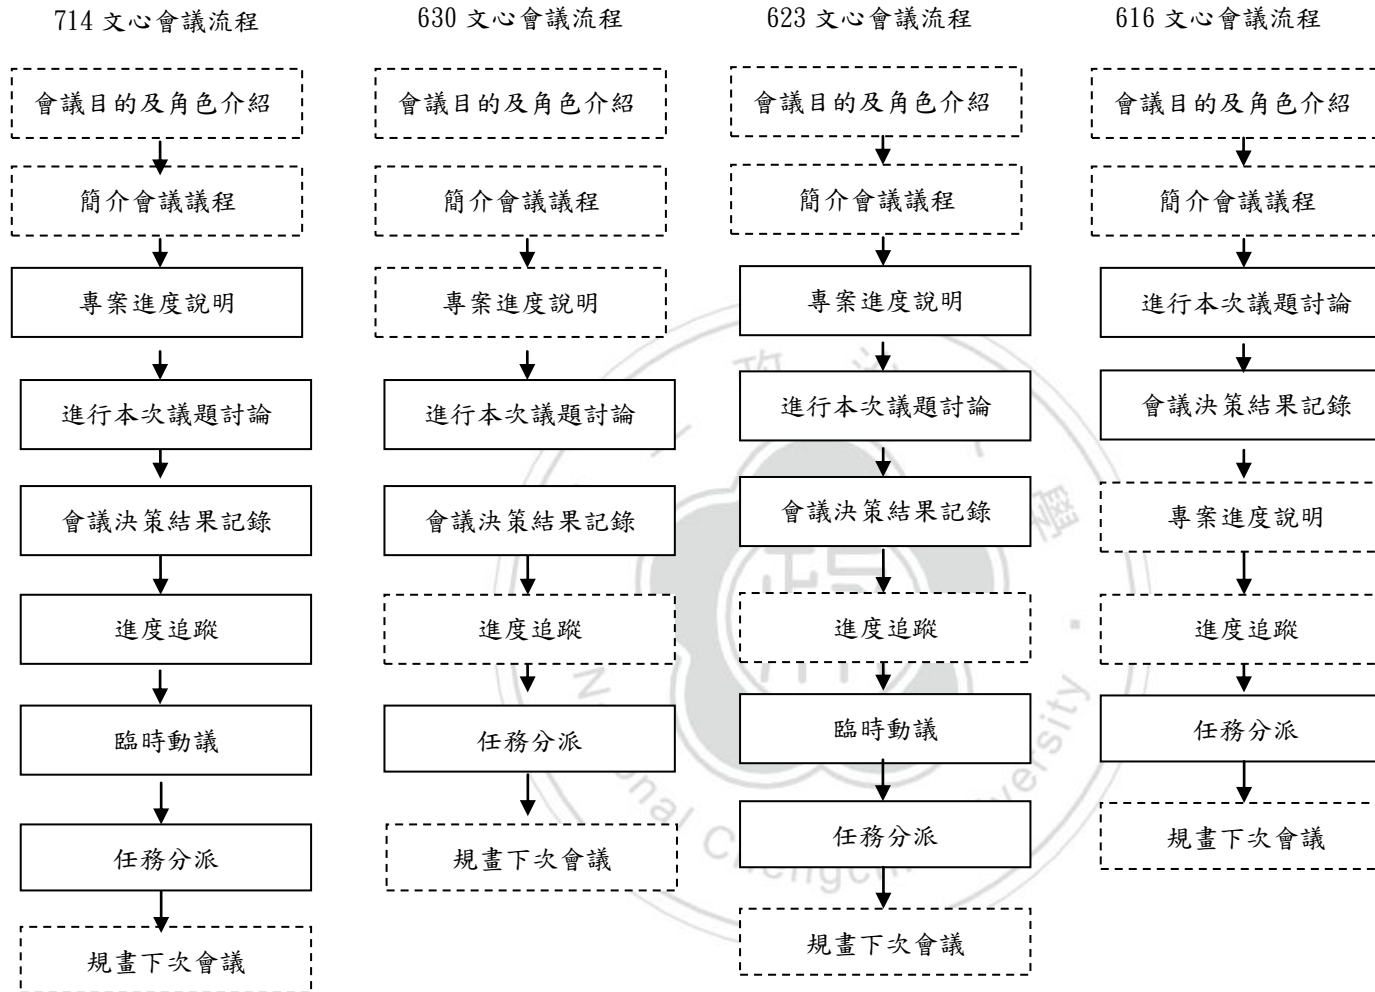 714 文心會議流程
會議目的及角色介紹
簡介會議議程
專案進度說明
進行本次議題討論
會議決策結果記錄
進度追蹤
臨時動議
任務分派
規畫下次會議
630 文心會議流程
會議目的及角色介紹
簡介會議議程
專案進度說明
進行本次議題討論
會議決策結果記錄
進度追蹤
任務分派
規畫下次會議
623 文心會議流程
會議目的及角色介紹
簡介會議議程
專案進度說明
進行本次議題討論
會議決策結果記錄
進度追蹤
臨時動議
任務分派
規畫下次會議
616 文心會議流程
會議目的及角色介紹
簡介會議議程
進行本次議題討論
會議決策結果記錄
專案進度說明
進度追蹤
任務分派
規畫下次會議